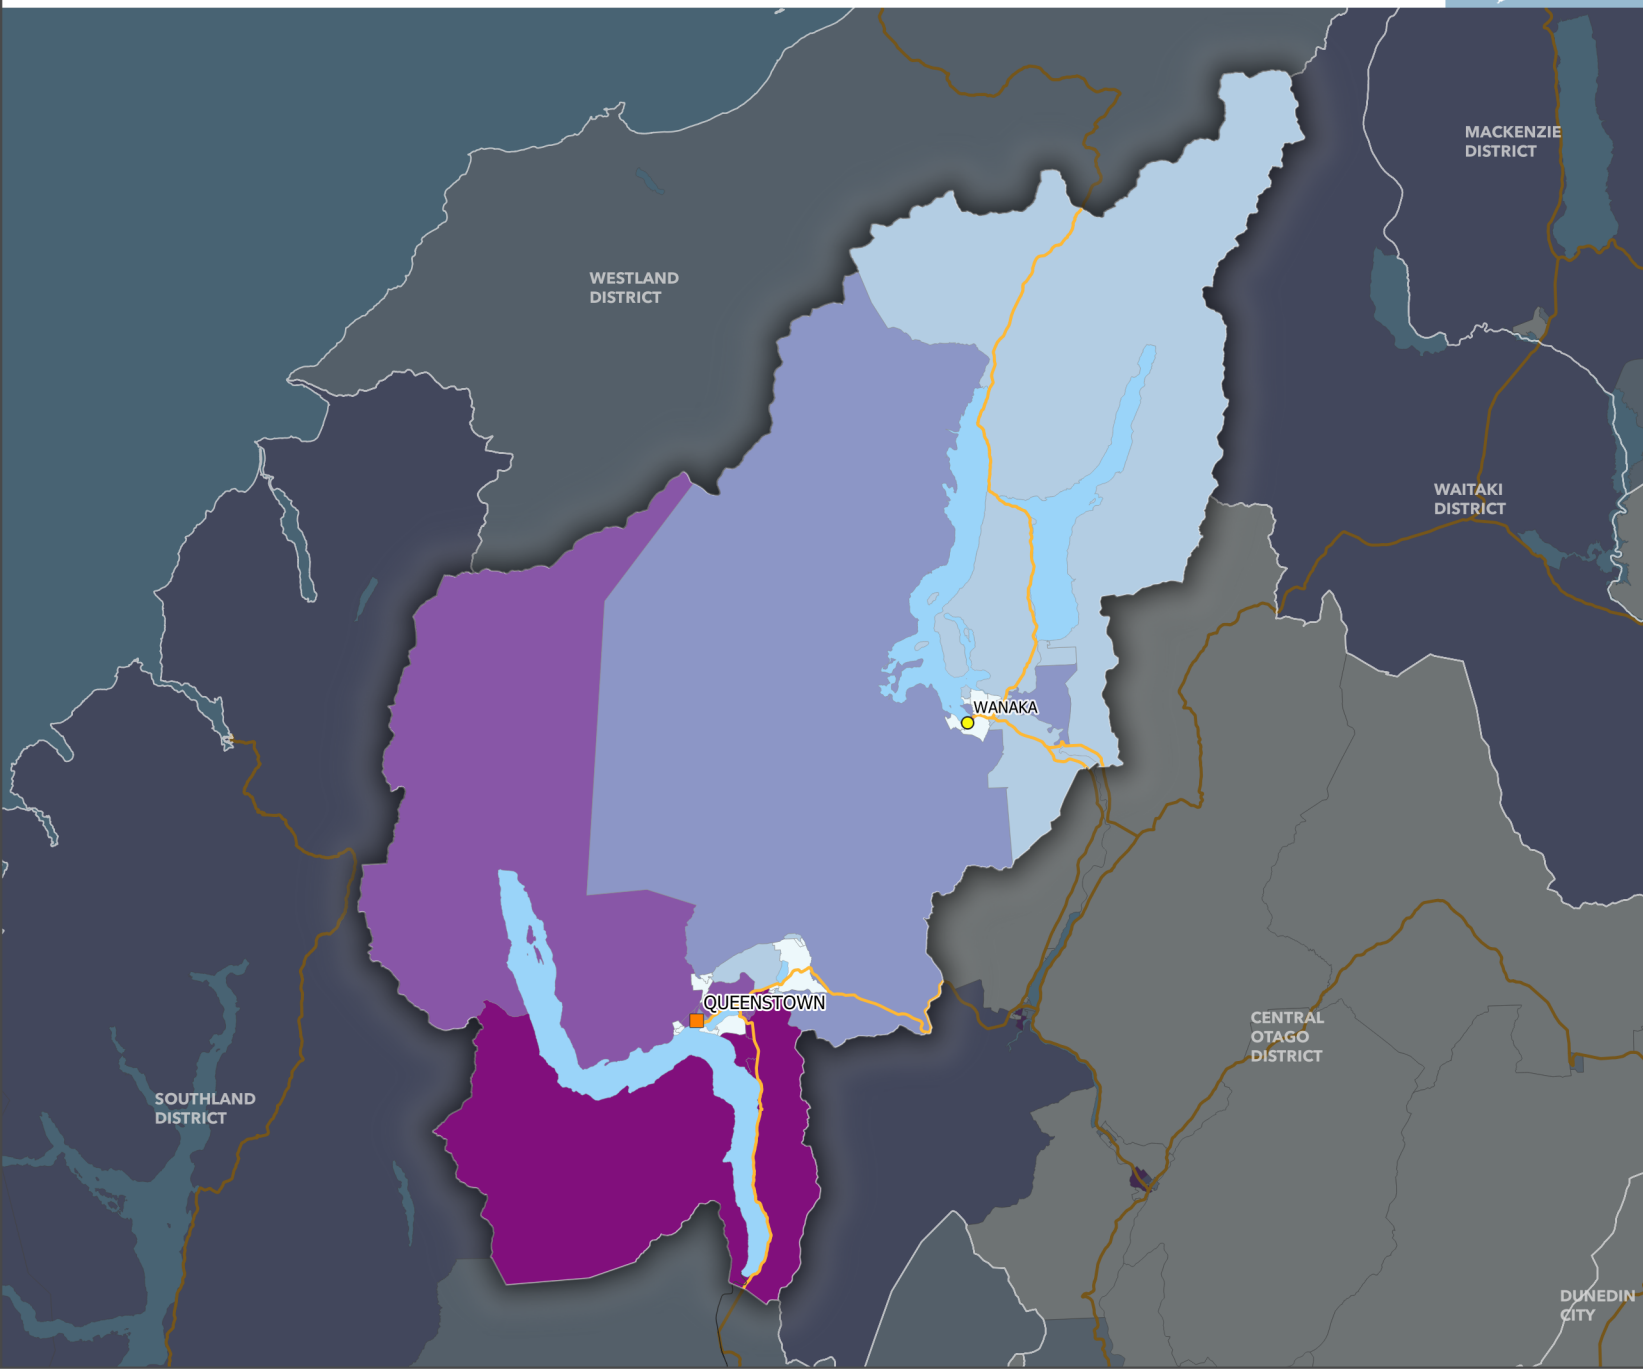 MACKENZIE
DISTRICT
WESTLAND
DISTRICT
WAITAKI
DISTRICT
WANAKA
QUEENSTOWN
CENTRAL
OTAGO
DISTRICT
SOUTHLAND
DISTRICT
DUNEDIN
CITY